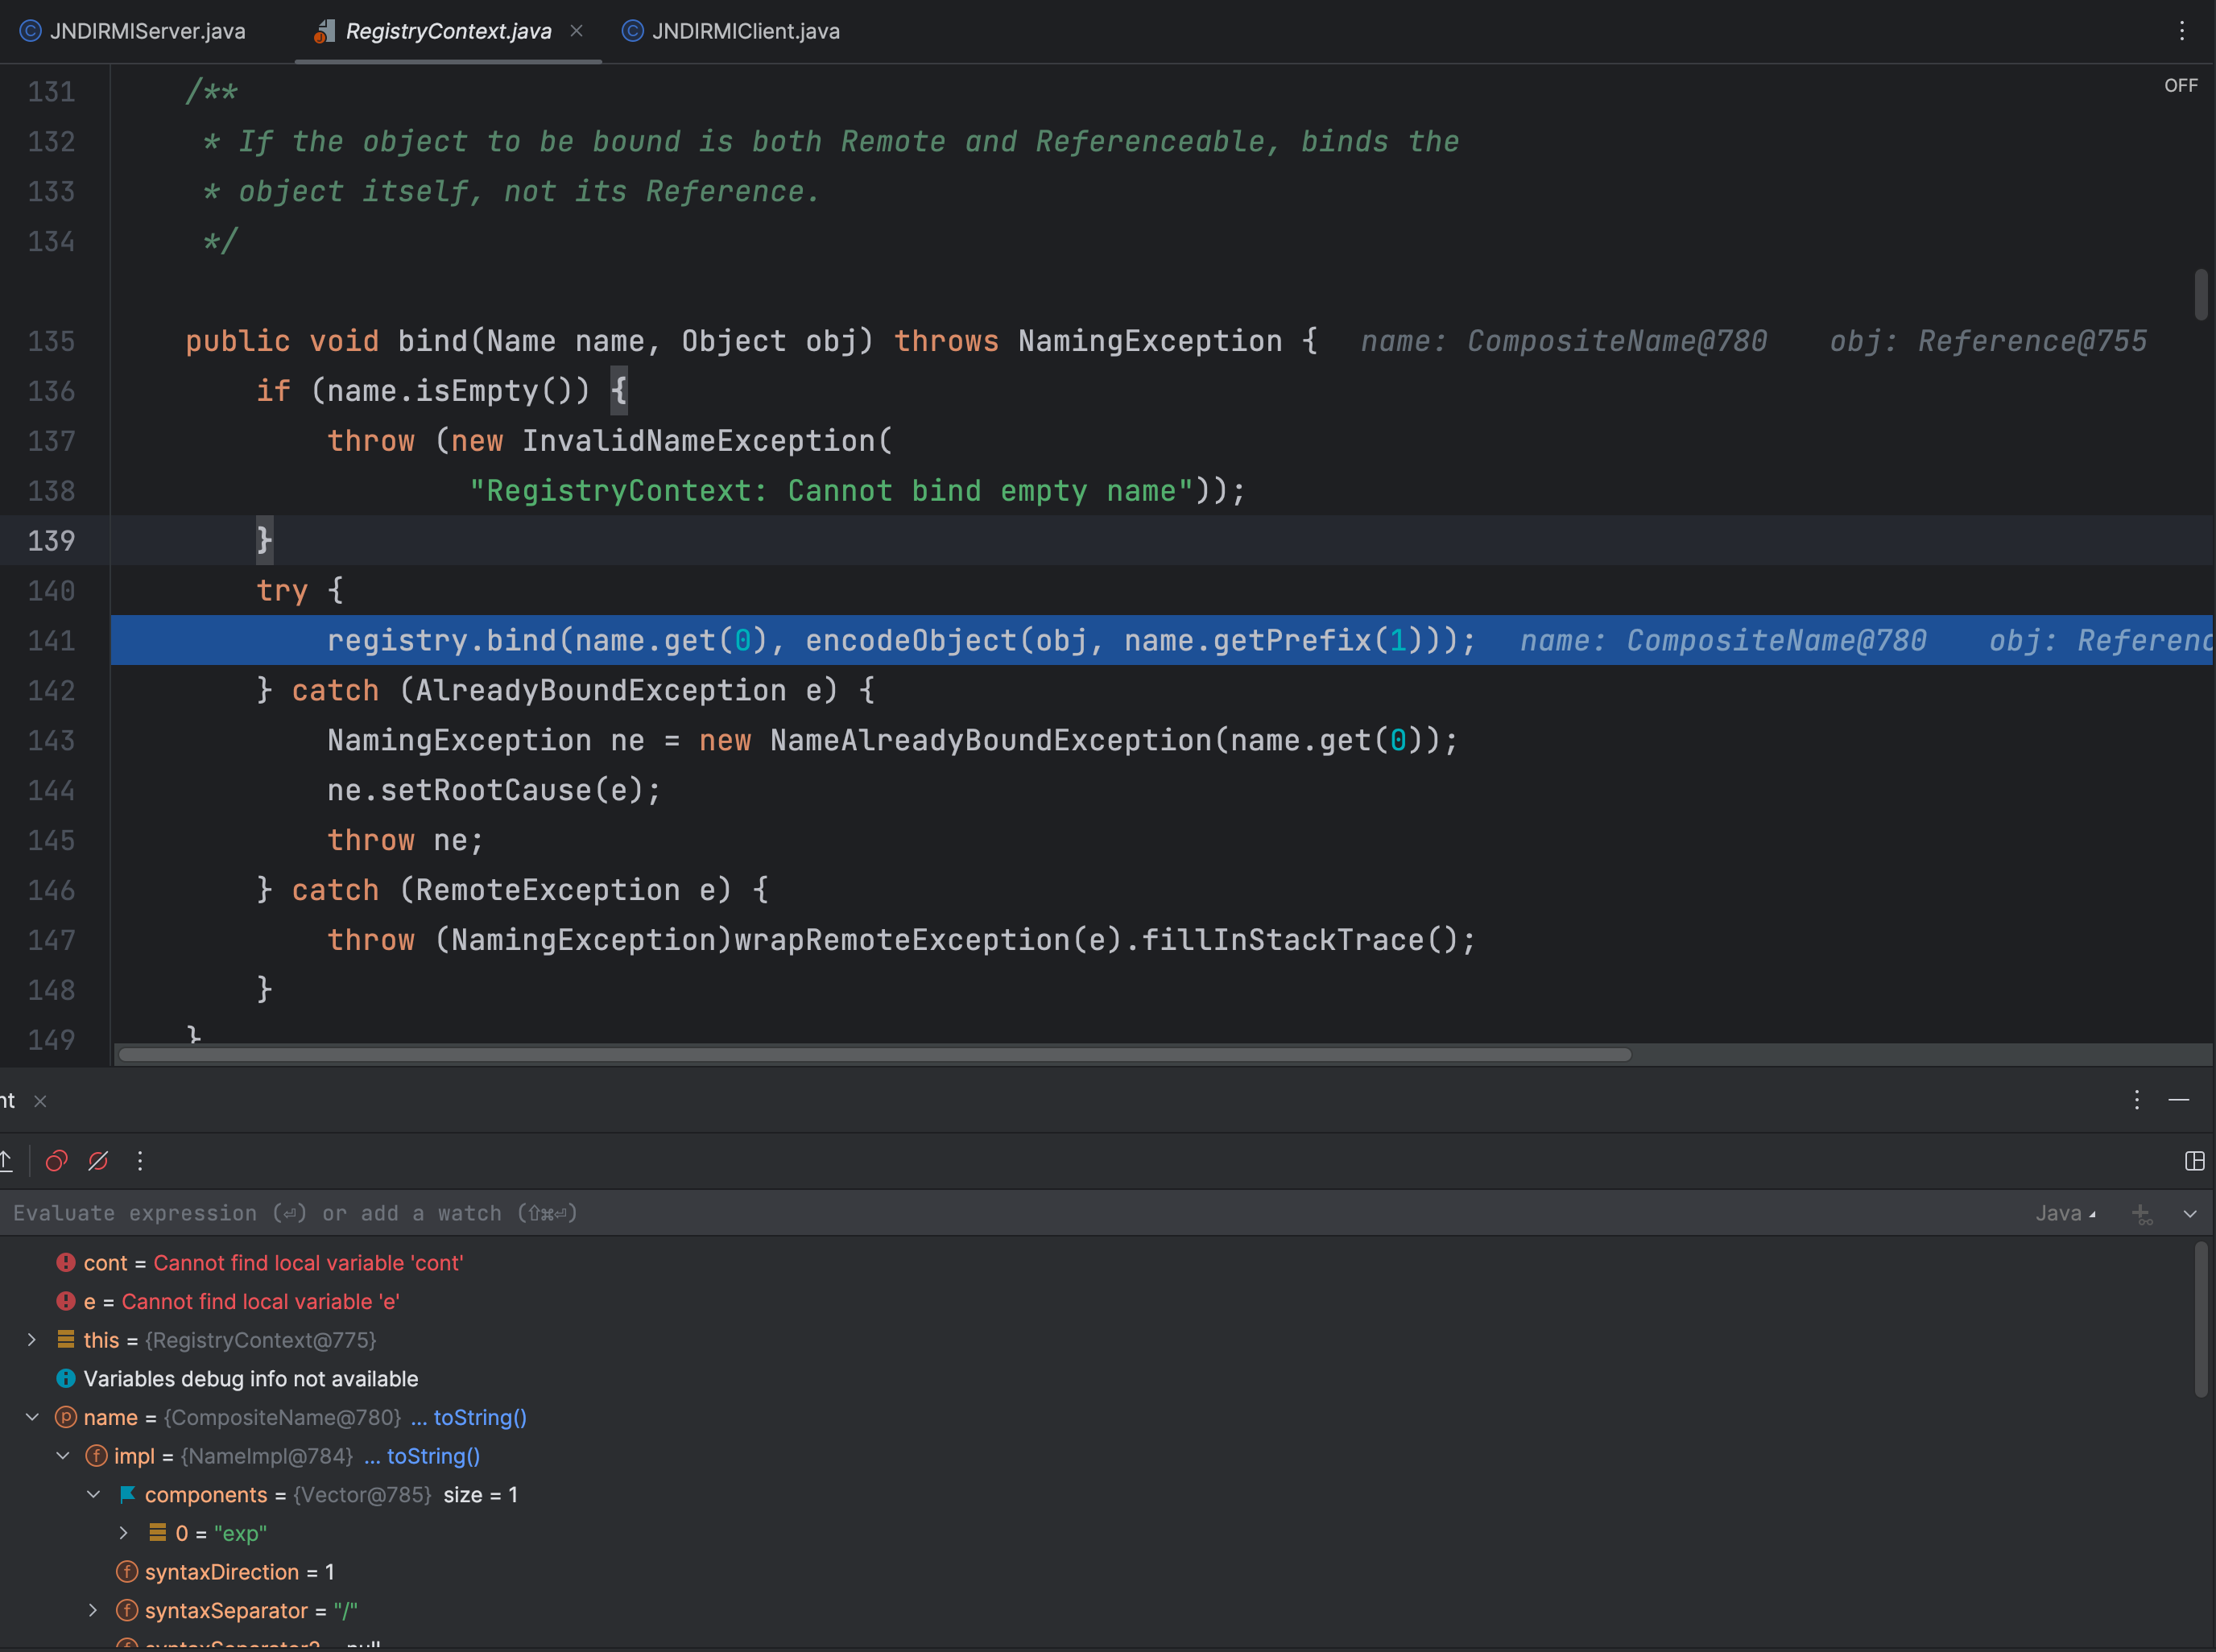 JNDIRMIServer.java RegistryContext.java JNDIRMIClient.java
OFF
131 /**
132 * If the object to be bound is both Remote and Referenceable, binds the
133 * object itself, not its Reference.
134 */
135 public void bind(Name name, Object obj) throws NamingException { name: CompositeName@780 obj: Reference@755
136 if (name.isEmpty()) {
137 throw (new InvalidNameException(
138 "RegistryContext: Cannot bind empty name"));
139 }
140 try {
141 registry.bind(name.get(0), encodeObject(obj, name.getPrefix(1))); name: CompositeName@780 obj: Referenc
142 } catch (AlreadyBoundException e) {
143 NamingException ne = new NameAlreadyBoundException(name.get(0));
144 ne.setRootCause(e);
145 throw ne;
146 } catch (RemoteException e) {
147 throw (NamingException)wrapRemoteException(e).fillInStackTrace();
148 }
149 }
nt
Evaluate expression (⏎) or add a watch (⇧⌘⏎) Java
cont = Cannot find local variable 'cont'
e = Cannot find local variable 'e'
this = {RegistryContext@775}
Variables debug info not available
name = {CompositeName@780} ... toString()
impl = {NameImpl@784} ... toString()
components = {Vector@785} size = 1
0 = "exp"
syntaxDirection = 1
syntaxSeparator = "/"